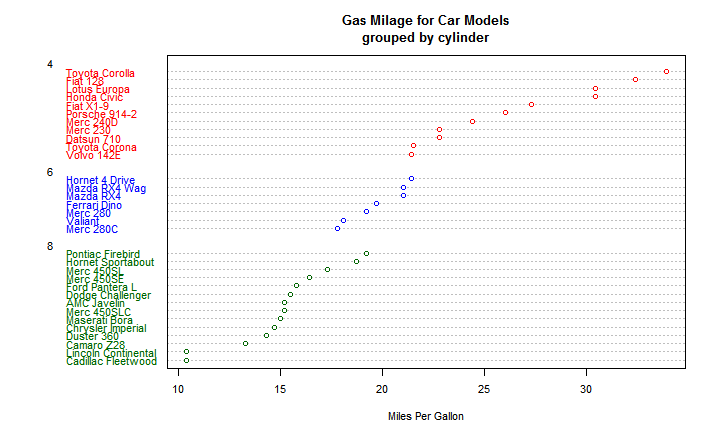 Gas Milage for Car Models
grouped by cylinder
4
Toyota Corolla
Fiat 128
Lotus Europa
Honda Civic
Fiat X1-9
Porsche 914-2
Merc 240D
Merc 230
Datsun 710
Toyota Corona
Volvo 142E
6
Hornet 4 Drive
Mazda RX4 Wag
Mazda RX4
Ferrari Dino
Merc 280
Valiant
Merc 280C
8
Pontiac Firebird
Hornet Sportabout
Merc 450SL
Merc 450SE
Ford Pantera L
Dodge Challenger
AMC Javelin
Merc 450SLC
Maserati Bora
Chrysler Imperial
Duster 360
Camaro Z28
Lincoln Continental
Cadillac Fleetwood
10 15 20 25 30
Miles Per Gallon